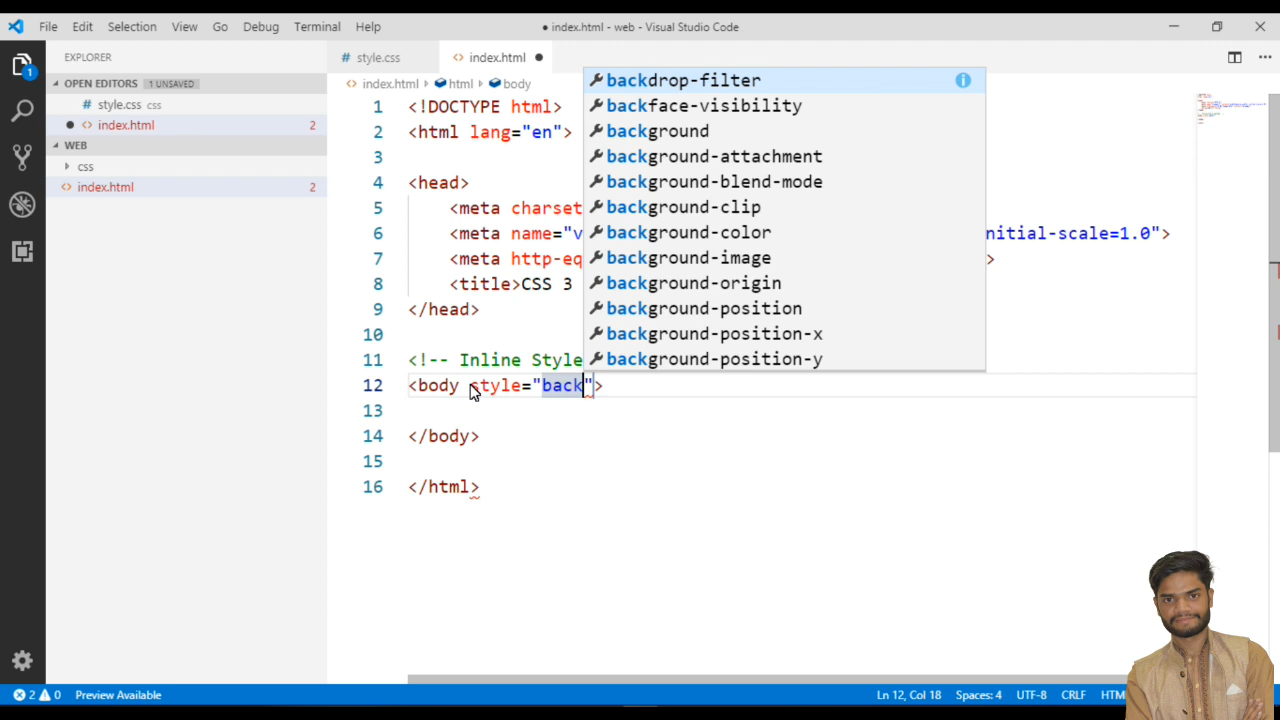 File Edit Selection View Go Debug Terminal Help ● index.html - web - Visual Studio Code
EXPLORER
OPEN EDITORS 1 UNSAVED
# style.css css
● <> index.html 2
WEB
css
<> index.html 2
1
# style.css <> index.html ●
<> index.html html body
1 <!DOCTYPE html>
2 <html lang="en">
3
4 <head>
5 <meta charset
6 <meta name="v nitial-scale=1.0">
7 <meta http-eq >
8 <title>CSS 3
9 </head>
10
11 <!-- Inline Style
12 <body style="back">
13
14 </body>
15
16 </html>
backdrop-filter
backface-visibility
background
background-attachment
background-blend-mode
background-clip
background-color
background-image
background-origin
background-position
background-position-x
background-position-y
2 0 Preview Available Ln 12, Col 18 Spaces: 4 UTF-8 CRLF HTM